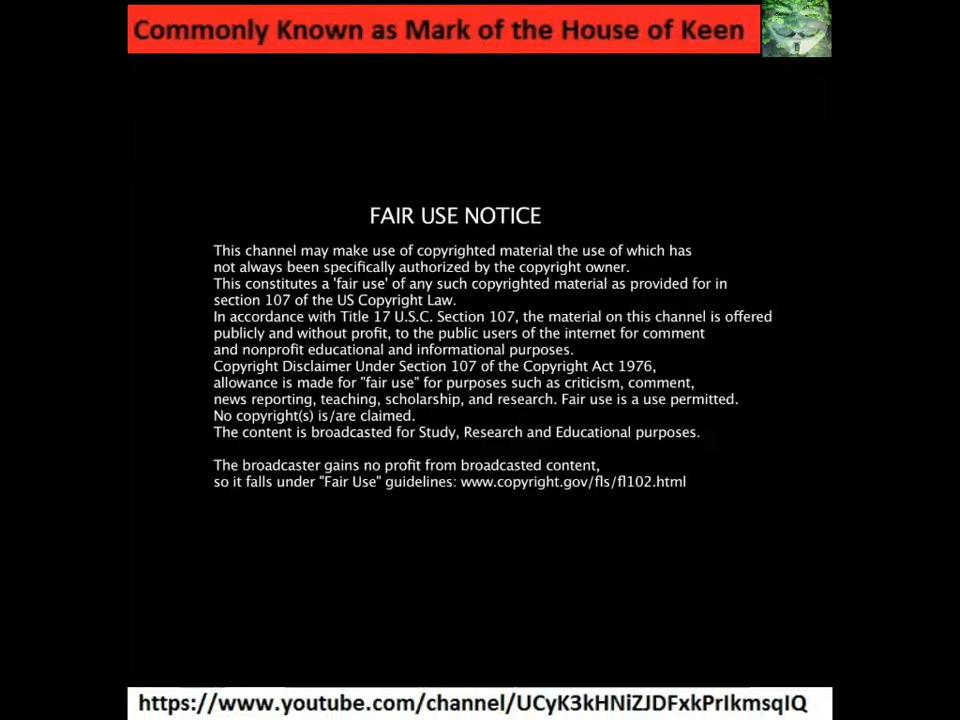 Commonly Known as Mark of the House of Keen
FAIR USE NOTICE
This channel may make use of copyrighted material the use of which has
not always been specifically authorized by the copyright owner.
This constitutes a 'fair use' of any such copyrighted material as provided for in
section 107 of the US Copyright Law.
In accordance with Title 17 U.S.C. Section 107, the material on this channel is offered
publicly and without profit, to the public users of the internet for comment
and nonprofit educational and informational purposes.
Copyright Disclaimer Under Section 107 of the Copyright Act 1976,
allowance is made for "fair use" for purposes such as criticism, comment,
news reporting, teaching, scholarship, and research. Fair use is a use permitted.
No copyright(s) is/are claimed.
The content is broadcasted for Study, Research and Educational purposes.
The broadcaster gains no profit from broadcasted content,
so it falls under "Fair Use" guidelines: www.copyright.gov/fls/fl102.html
https://www.youtube.com/channel/UCyK3kHNiZJDFxkPrIkmsqIQ